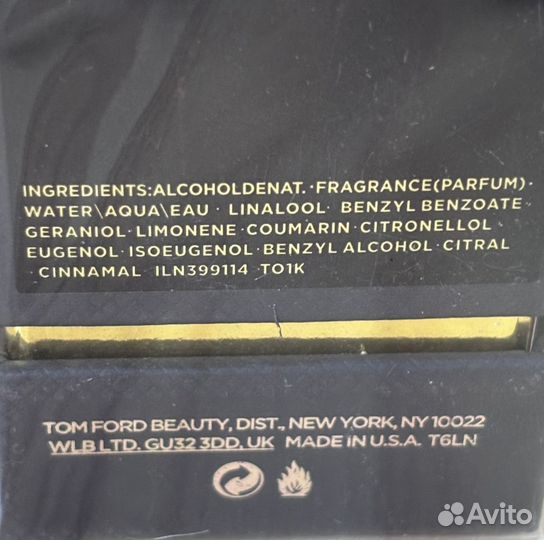 INGREDIENTS:ALCOHOLDENAT. · FRAGRANCE(PARFUM) ·
WATER\AQUA\EAU · LINALOOL · BENZYL BENZOATE
GERANIOL · LIMONENE · COUMARIN · CITRONELLOL
EUGENOL · ISOEUGENOL · BENZYL ALCOHOL · CITRAL
· CINNAMAL ILN399114 TO1K
TOM FORD BEAUTY, DIST., NEW YORK, NY 10022
WLB LTD. GU32 3DD, UK MADE IN U.S.A. T6LN
Avito